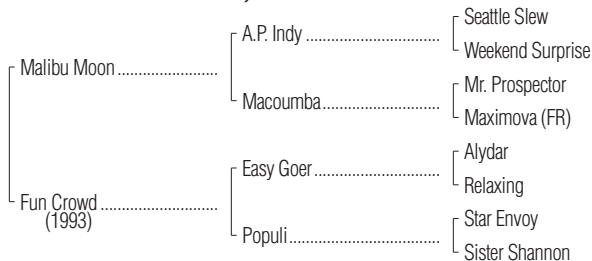 Seattle Slew
A.P. Indy
Weekend Surprise
Malibu Moon
Mr. Prospector
Macoumba
Maximova (FR)
Alydar
Easy Goer
Relaxing
Fun Crowd
(1993)
Star Envoy
Populi
Sister Shannon